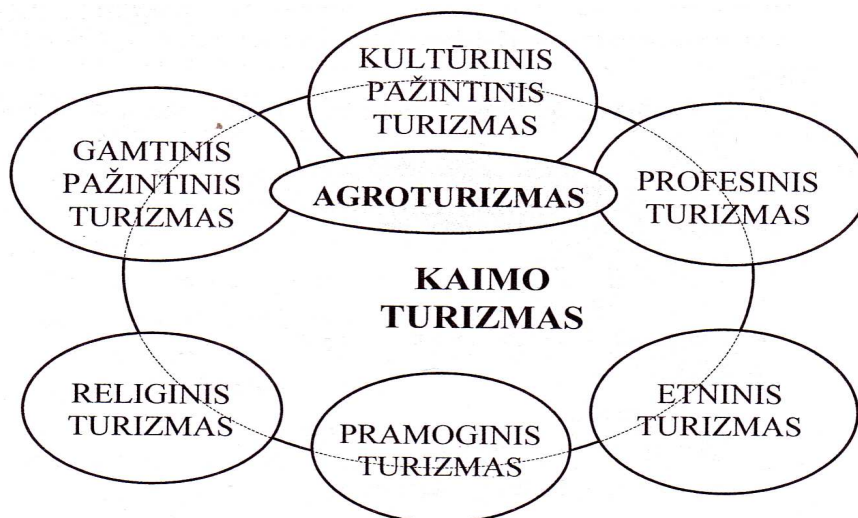 KULTŪRINIS
PAŽINTINIS
TURIZMAS
GAMTINIS
PAŽINTINIS
TURIZMAS
AGROTURIZMAS
PROFESINIS
TURIZMAS
KAIMO
TURIZMAS
RELIGINIS
TURIZMAS
PRAMOGINIS
TURIZMAS
ETNINIS
TURIZMAS